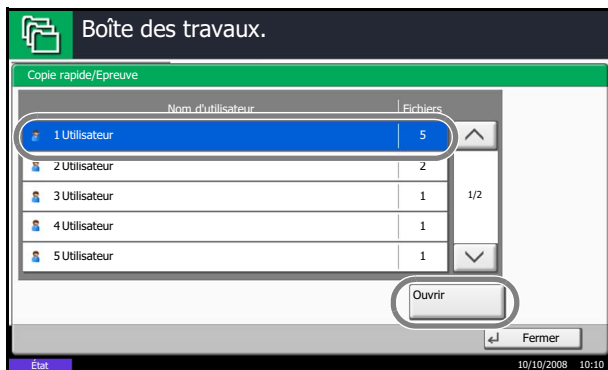 Boîte des travaux.
Copie rapide/Epreuve
Nom d'utilisateur Fichiers
1 Utilisateur 5
2 Utilisateur 2
3 Utilisateur 1
1/2
4 Utilisateur 1
5 Utilisateur 1
Ouvrir
Fermer
État 10/10/2008 10:10